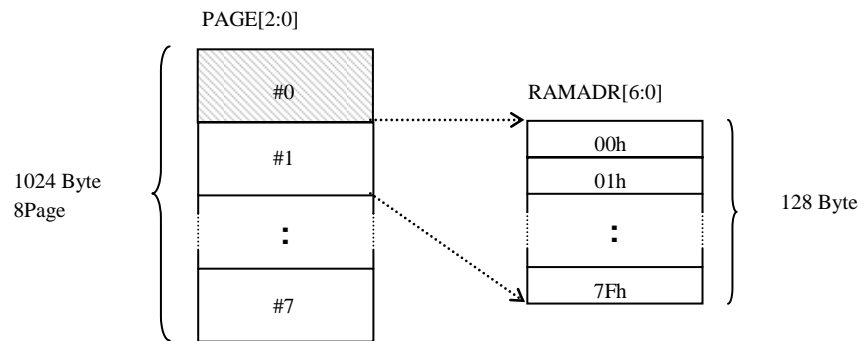 PAGE[2:0]
#0
#1
:
#7
1024 Byte
8Page
RAMADR[6:0]
00h
01h
:
7Fh
128 Byte